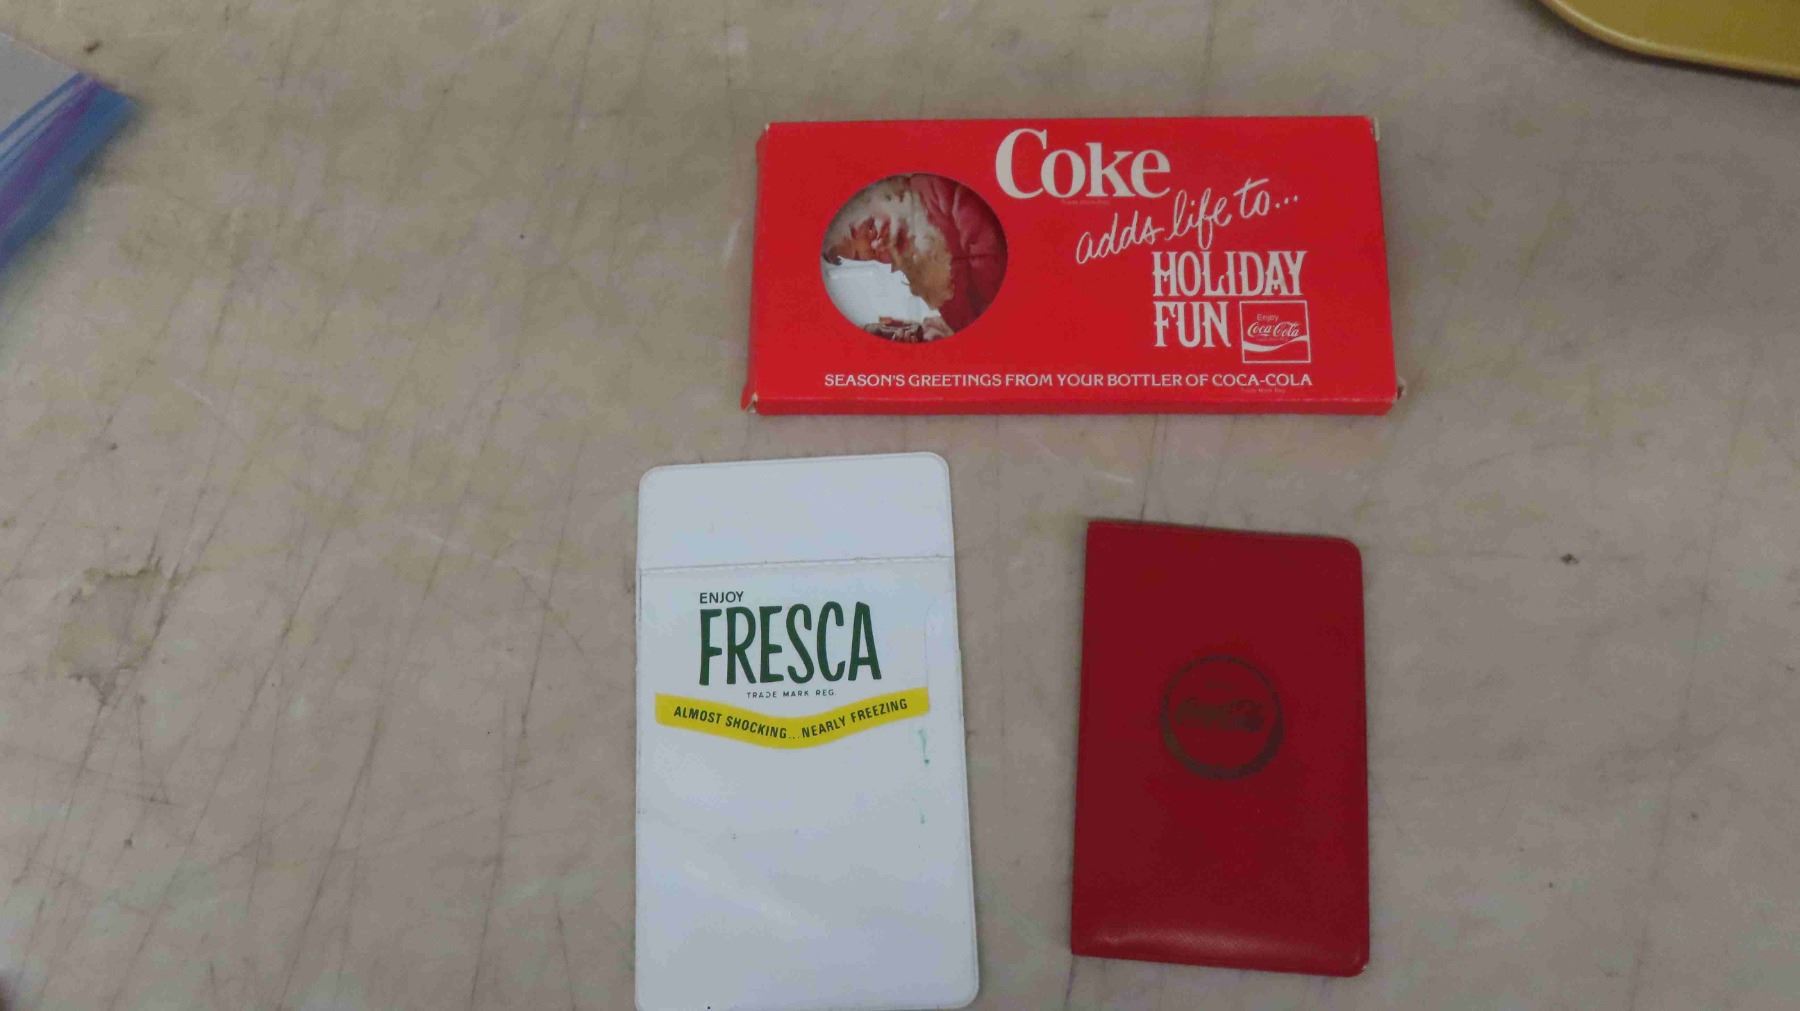 Coke
adds life to...
HOLIDAY
FUN
Enjoy
Coca-Cola
SEASON'S GREETINGS FROM YOUR BOTTLER OF COCA-COLA
ENJOY
FRESCA
TRADE MARK REG.
ALMOST SHOCKING...NEARLY FREEZING
Coca-Cola